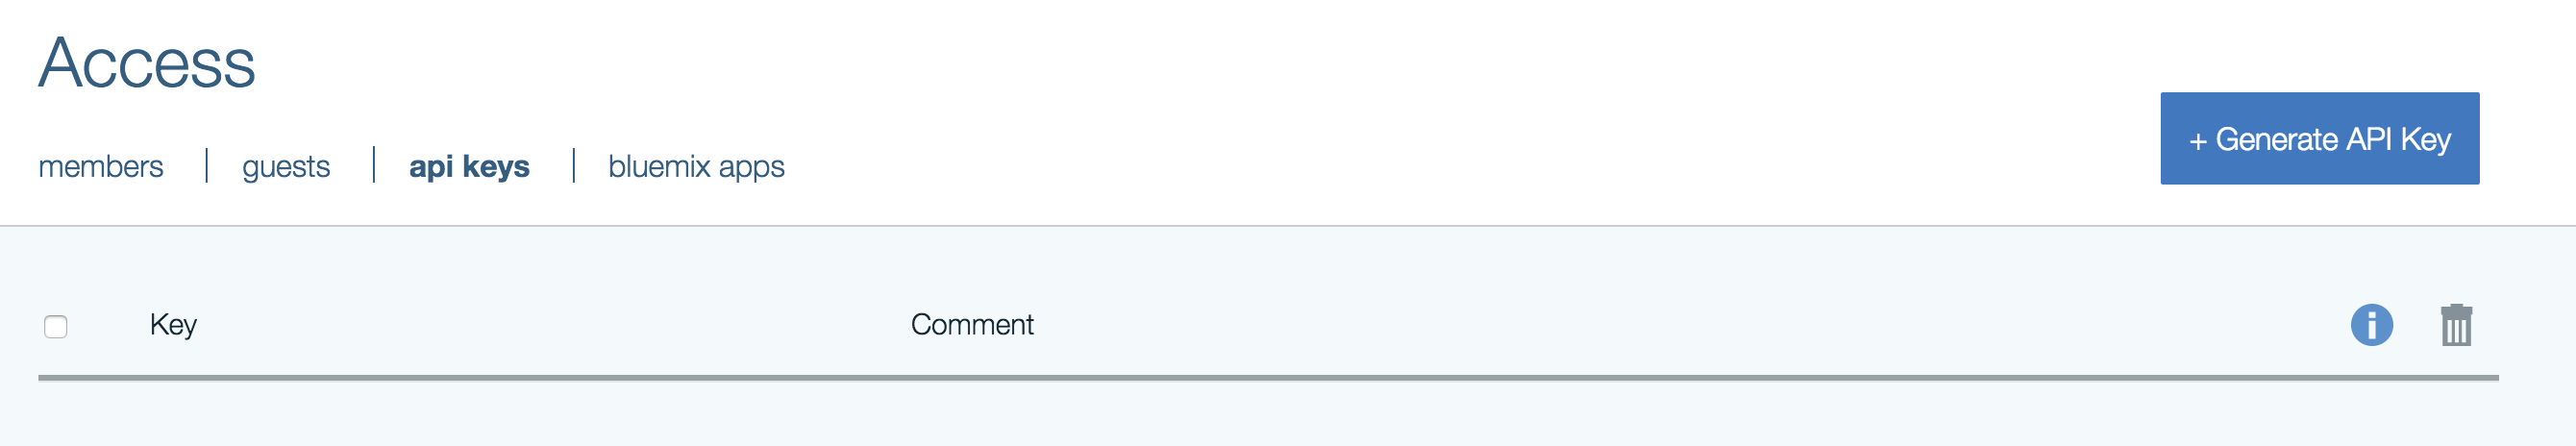 Access
members guests api keys bluemix apps
+ Generate API Key
Key Comment